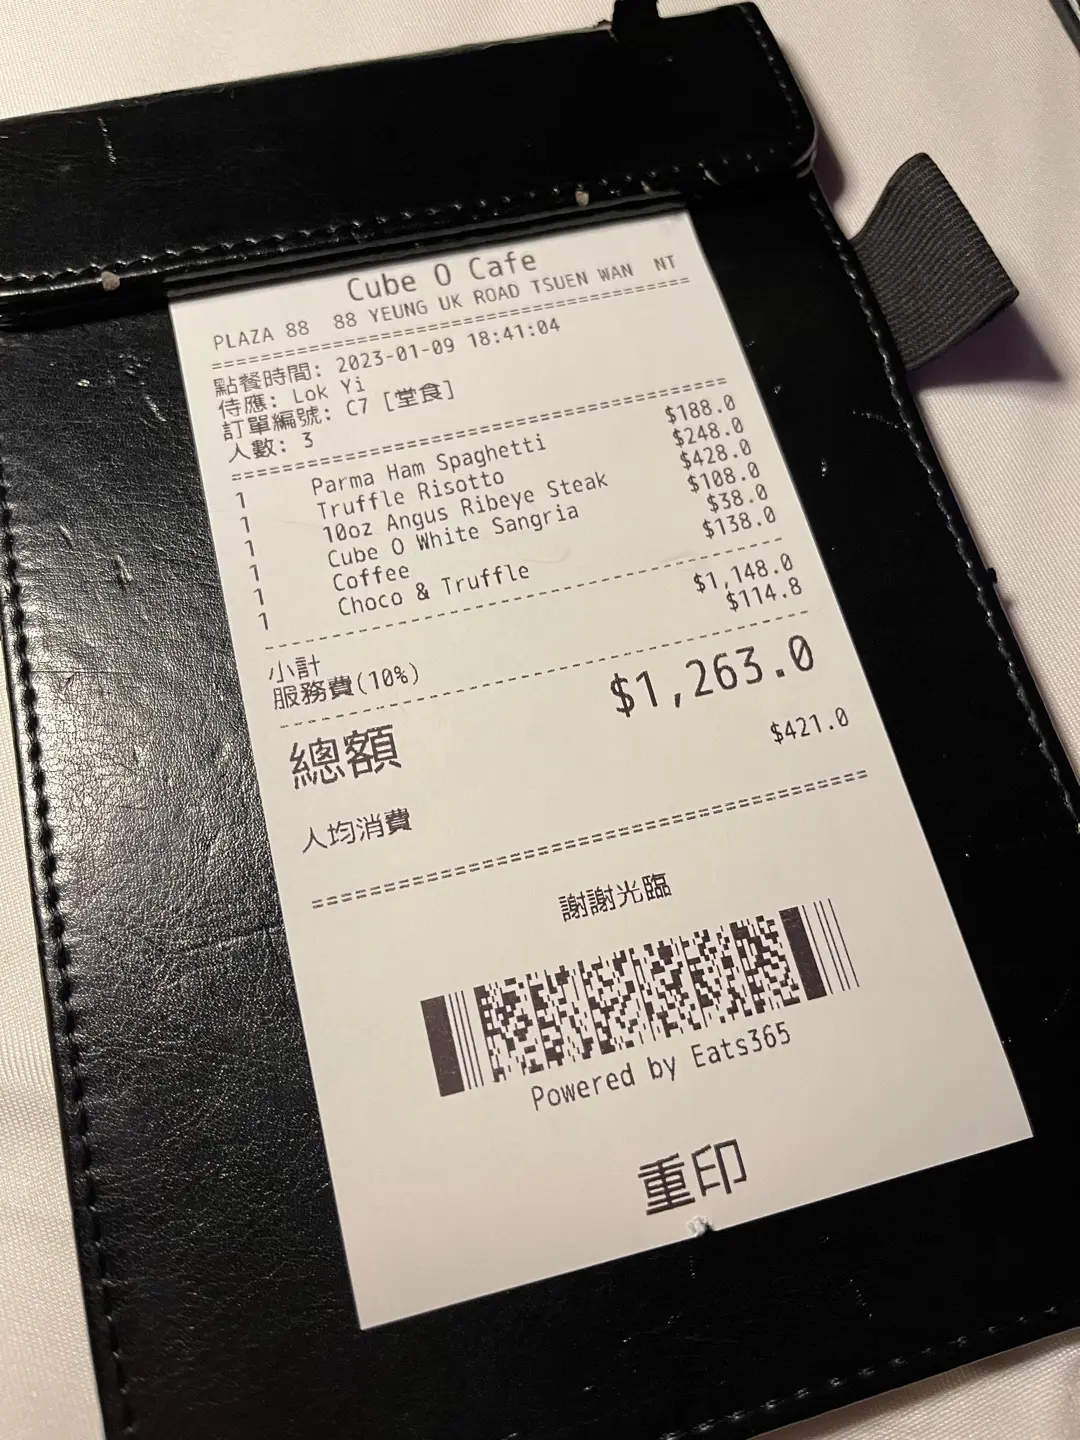 Cube O Cafe
PLAZA 88 88 YEUNG UK ROAD TSUEN WAN NT
================================
點餐時間: 2023-01-09 18:41:04
侍應: Lok Yi
訂單編號: C7 [堂食]
人數: 3
================================
1 Parma Ham Spaghetti $188.0
1 Truffle Risotto $248.0
1 10oz Angus Ribeye Steak $428.0
1 Cube O White Sangria $108.0
1 Coffee $38.0
1 Choco & Truffle $138.0
小計 $1,148.0
服務費(10%) $114.8
總額 $1,263.0
人均消費 $421.0
================================
謝謝光臨
Powered by Eats365
重印